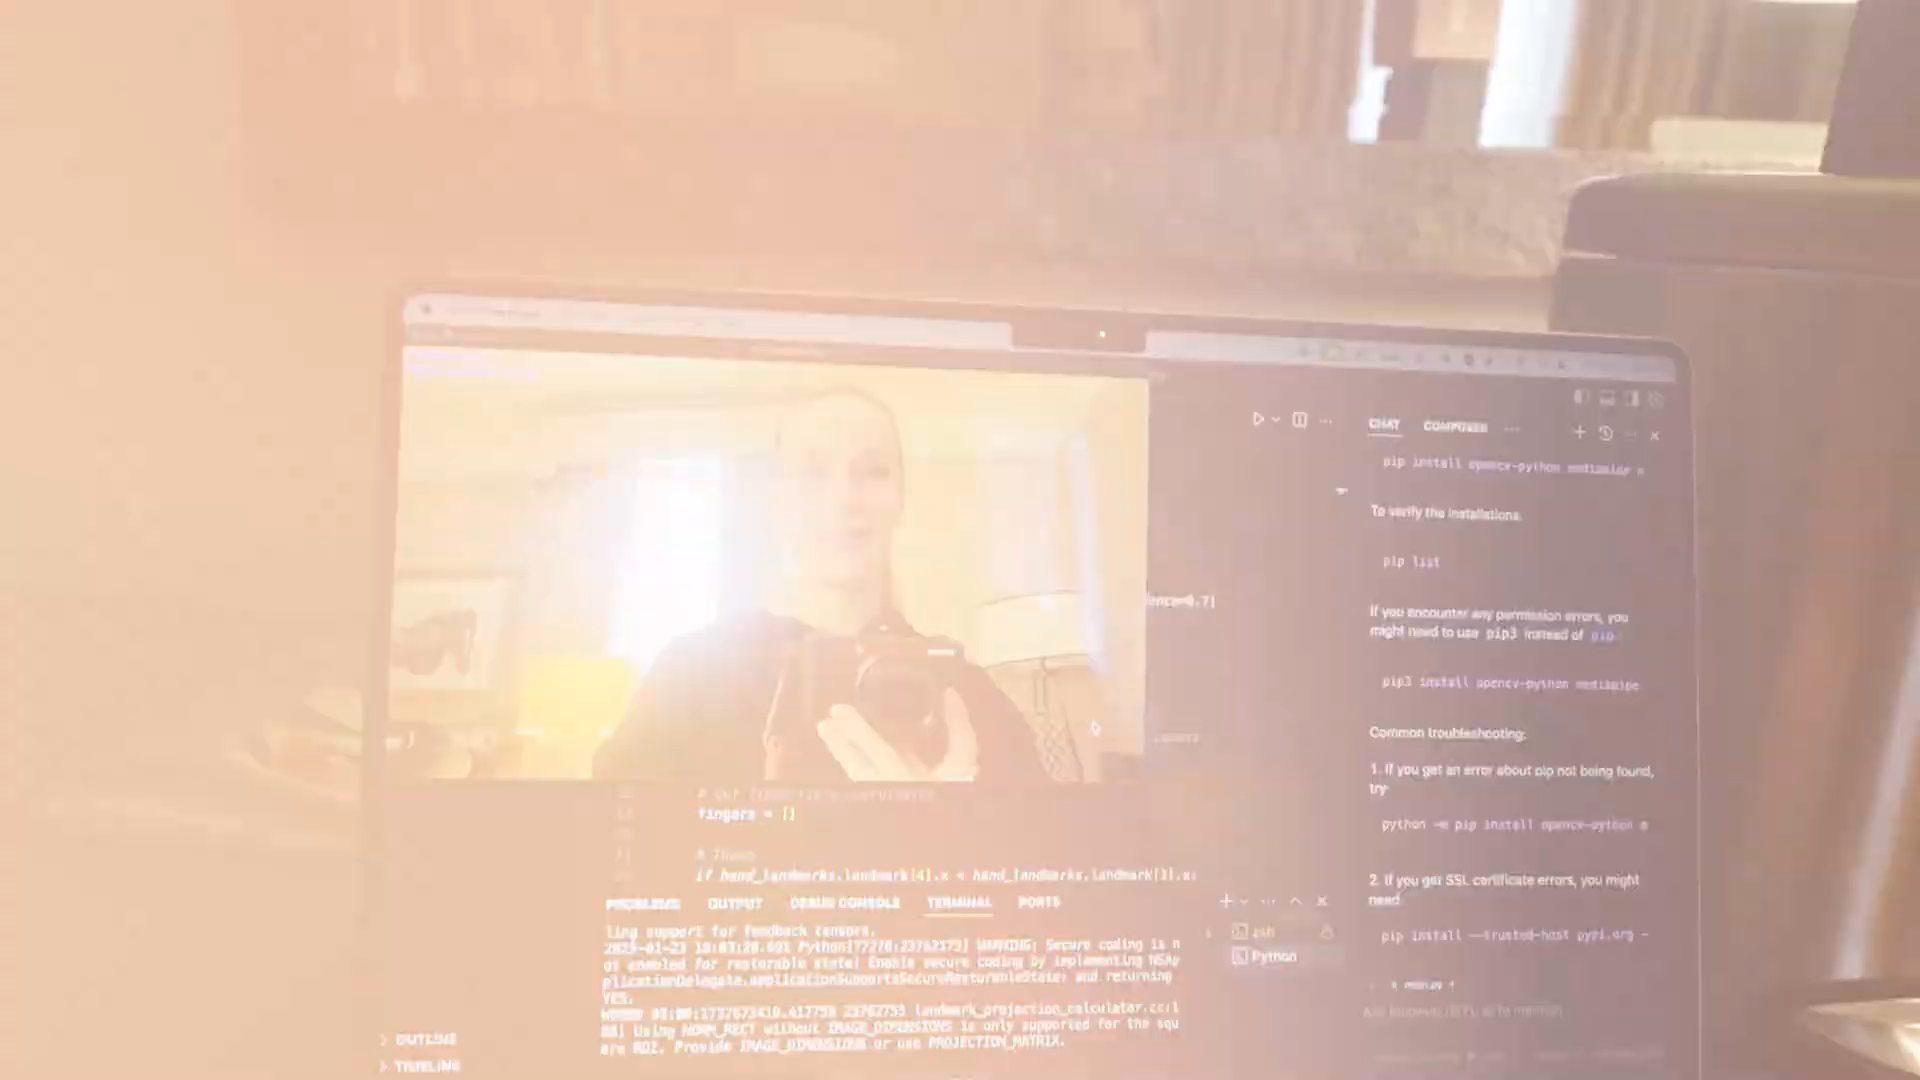 CHAT COMPOSER
pip install opencv-python mediapipe n
To verify the installations:
pip list
ence=0.7)
If you encounter any permission errors, you
might need to use pip3 instead of pip:
pip3 install opencv-python mediapipe
Common troubleshooting:
1. If you get an error about pip not being found,
try:
python -m pip install opencv-python m
2. If you get SSL certificate errors, you might
need:
pip install --trusted-host pypi.org -
fingers = []
# Thumb
if hand_landmarks.landmark[4].x < hand_landmarks.landmark[3].x:
PROBLEMS OUTPUT DEBUG CONSOLE TERMINAL PORTS
ling support for feedback tensors.
WARNING: Secure coding is n
ot enabled for restorable state! Enable secure coding by implementing NSAp
plicationDelegate.applicationSupportsSecureRestorableState: and returning
YES.
landmark_projection_calculator.cc:1
Using NORM_RECT without IMAGE_DIMENSIONS is only supported for the squ
are ROI. Provide IMAGE_DIMENSIONS or use PROJECTION_MATRIX.
zsh
Python
OUTLINE
TIMELINE